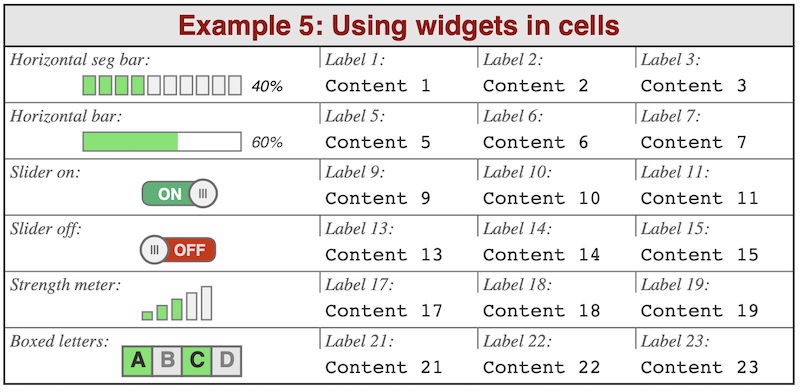 Example 5: Using widgets in cells
Horizontal seg bar: Label 1: Label 2: Label 3:
40% Content 1 Content 2 Content 3
Horizontal bar: Label 5: Label 6: Label 7:
60% Content 5 Content 6 Content 7
Slider on: Label 9: Label 10: Label 11:
ON Content 9 Content 10 Content 11
Slider off: Label 13: Label 14: Label 15:
OFF Content 13 Content 14 Content 15
Strength meter: Label 17: Label 18: Label 19:
Content 17 Content 18 Content 19
Boxed letters: Label 21: Label 22: Label 23:
A B C D Content 21 Content 22 Content 23